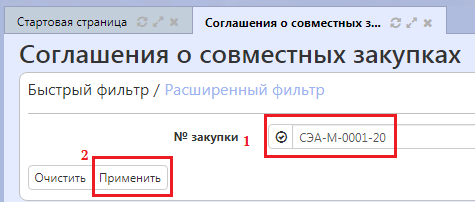 Стартовая страница
Соглашения о совместных з...
Соглашения о совместных закупках
Быстрый фильтр / Расширенный фильтр
№ закупки 1 СЭА-М-0001-20
2
Очистить Применить